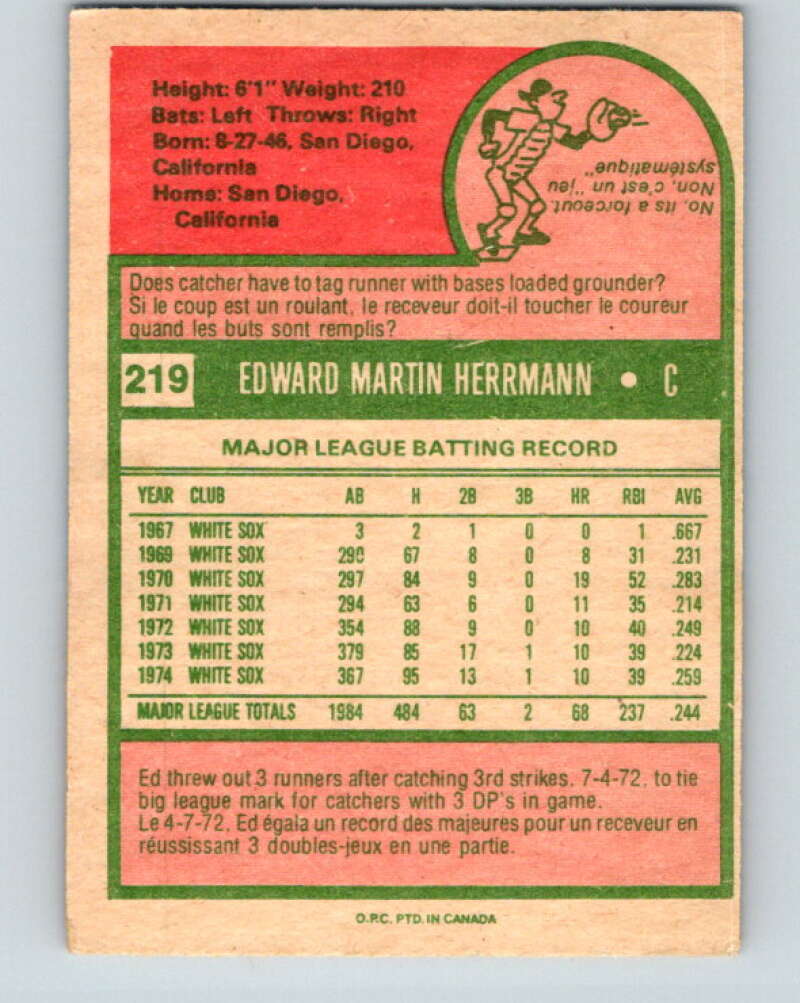 Height: 6'1" Weight: 210
Bats: Left Throws: Right
Born: 8-27-46, San Diego,
California
Home: San Diego,
California
No, its a forceout.
Non, c'est un "jeu
systématique"
Does catcher have to tag runner with bases loaded grounder?
Si le coup est un roulant, le receveur doit-il toucher le coureur
quand les buts sont remplis?
219 EDWARD MARTIN HERRMANN • C
MAJOR LEAGUE BATTING RECORD
YEAR CLUB AB H 2B 3B HR RBI AVG
1967 WHITE SOX 3 2 1 0 0 1 .667
1969 WHITE SOX 290 67 8 0 8 31 .231
1970 WHITE SOX 297 84 9 0 19 52 .283
1971 WHITE SOX 294 63 6 0 11 35 .214
1972 WHITE SOX 354 88 9 0 10 40 .249
1973 WHITE SOX 379 85 17 1 10 39 .224
1974 WHITE SOX 367 95 13 1 10 39 .259
MAJOR LEAGUE TOTALS 1984 484 63 2 68 237 .244
Ed threw out 3 runners after catching 3rd strikes, 7-4-72, to tie
big league mark for catchers with 3 DP's in game.
Le 4-7-72, Ed égala un record des majeures pour un receveur en
réussissant 3 doubles-jeux en une partie.
O.P.C. PTD. IN CANADA